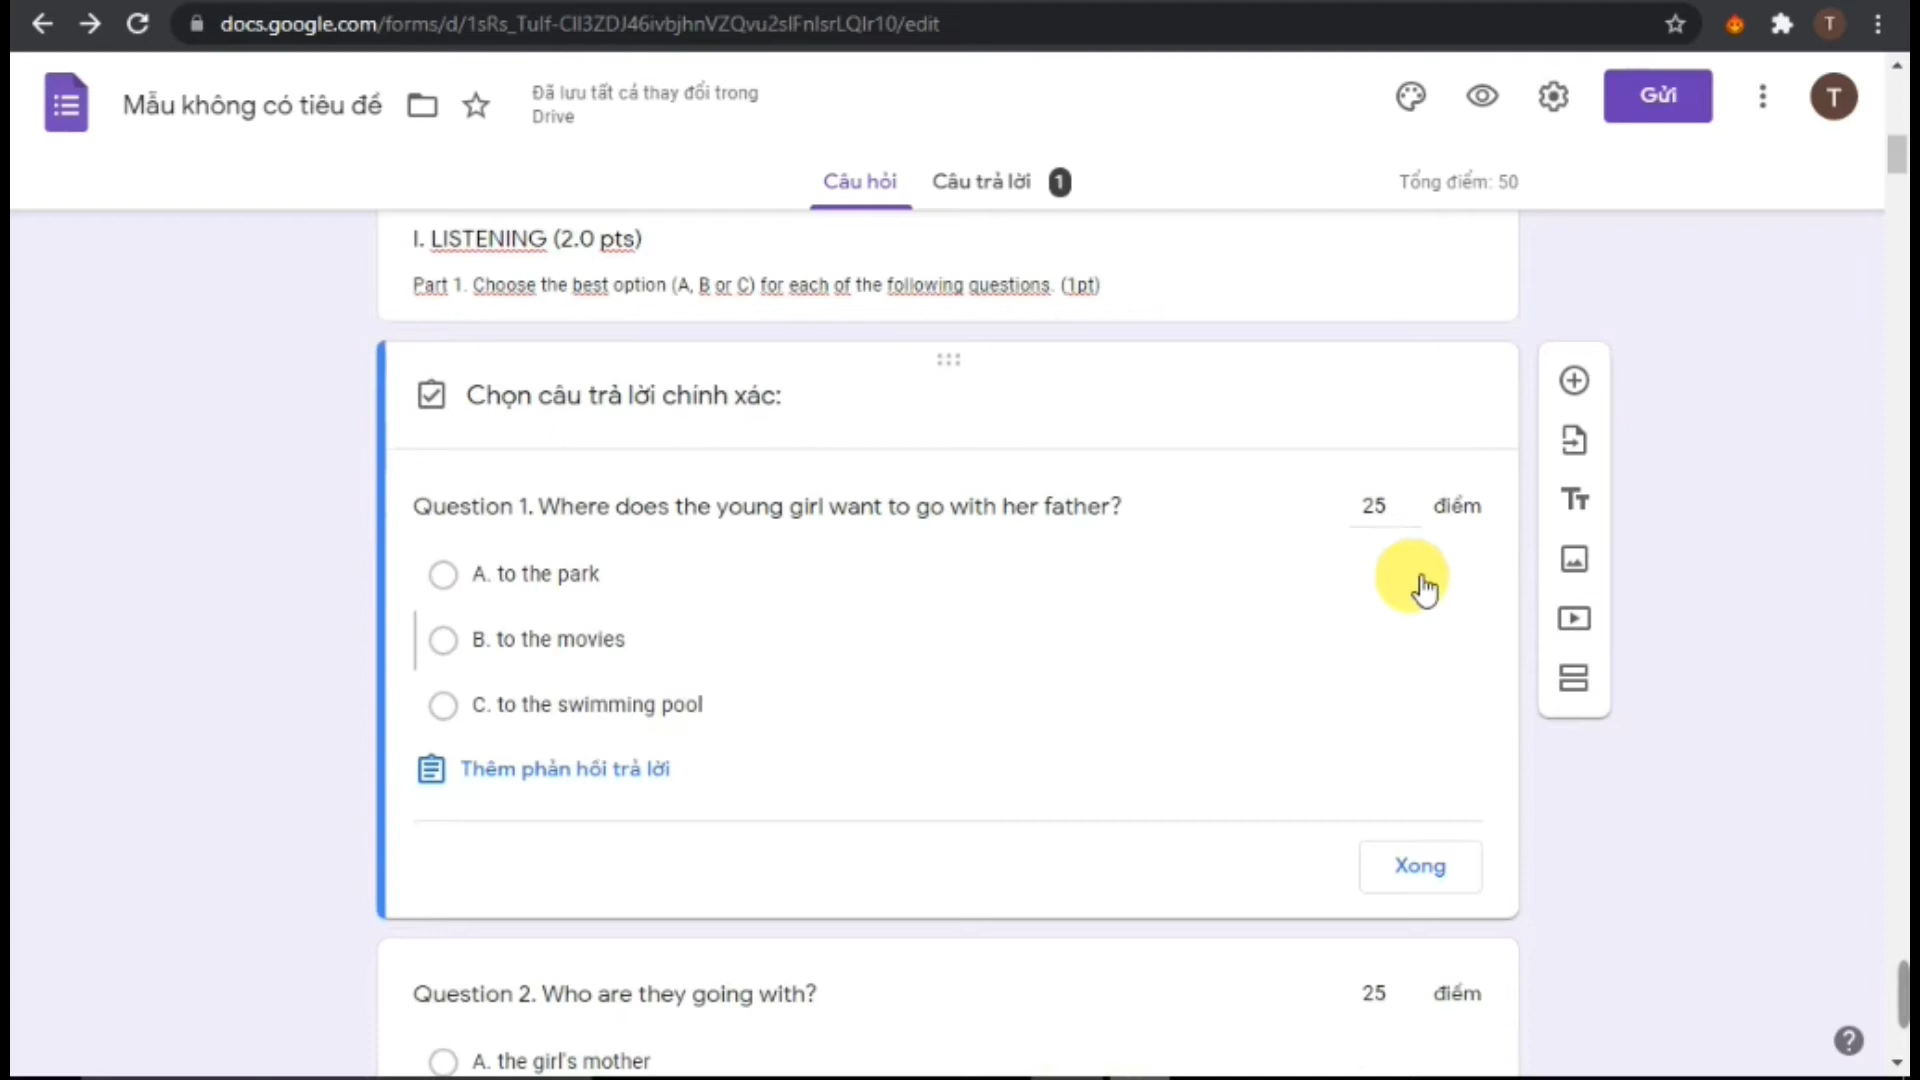 docs.google.com/forms/d/1sRs_TuIf-CII3ZDJ46ivbjhnVZQvu2sIFnIsrLQIr10/edit
T
Mẫu không có tiêu đề
Đã lưu tất cả thay đổi trong
Drive
Gửi
T
Câu hỏi
Câu trả lời
1
Tổng điểm: 50
I. LISTENING (2.0 pts)
Part 1. Choose the best option (A, B or C) for each of the following questions. (1pt)
Chọn câu trả lời chính xác:
Question 1. Where does the young girl want to go with her father?
25 điểm
A. to the park
B. to the movies
C. to the swimming pool
Thêm phản hồi trả lời
Xong
Question 2. Who are they going with?
25 điểm
A. the girl's mother